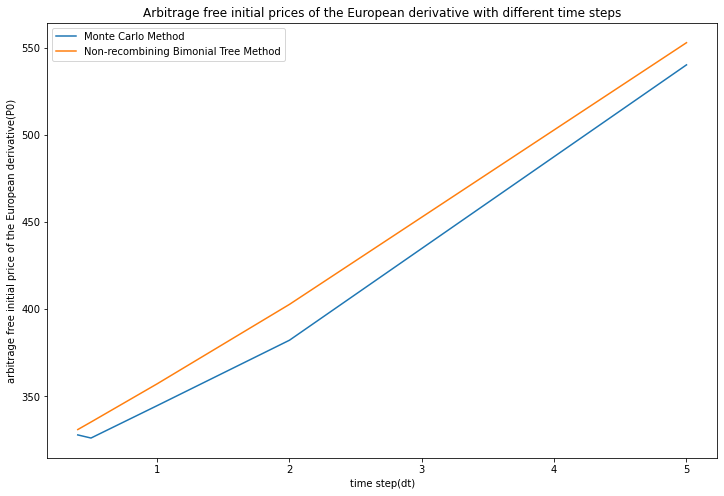 Arbitrage free initial prices of the European derivative with different time steps
Monte Carlo Method
Non-recombining Bimonial Tree Method
arbitrage free initial price of the European derivative(P0)
550
500
450
400
350
1 2 3 4 5
time step(dt)